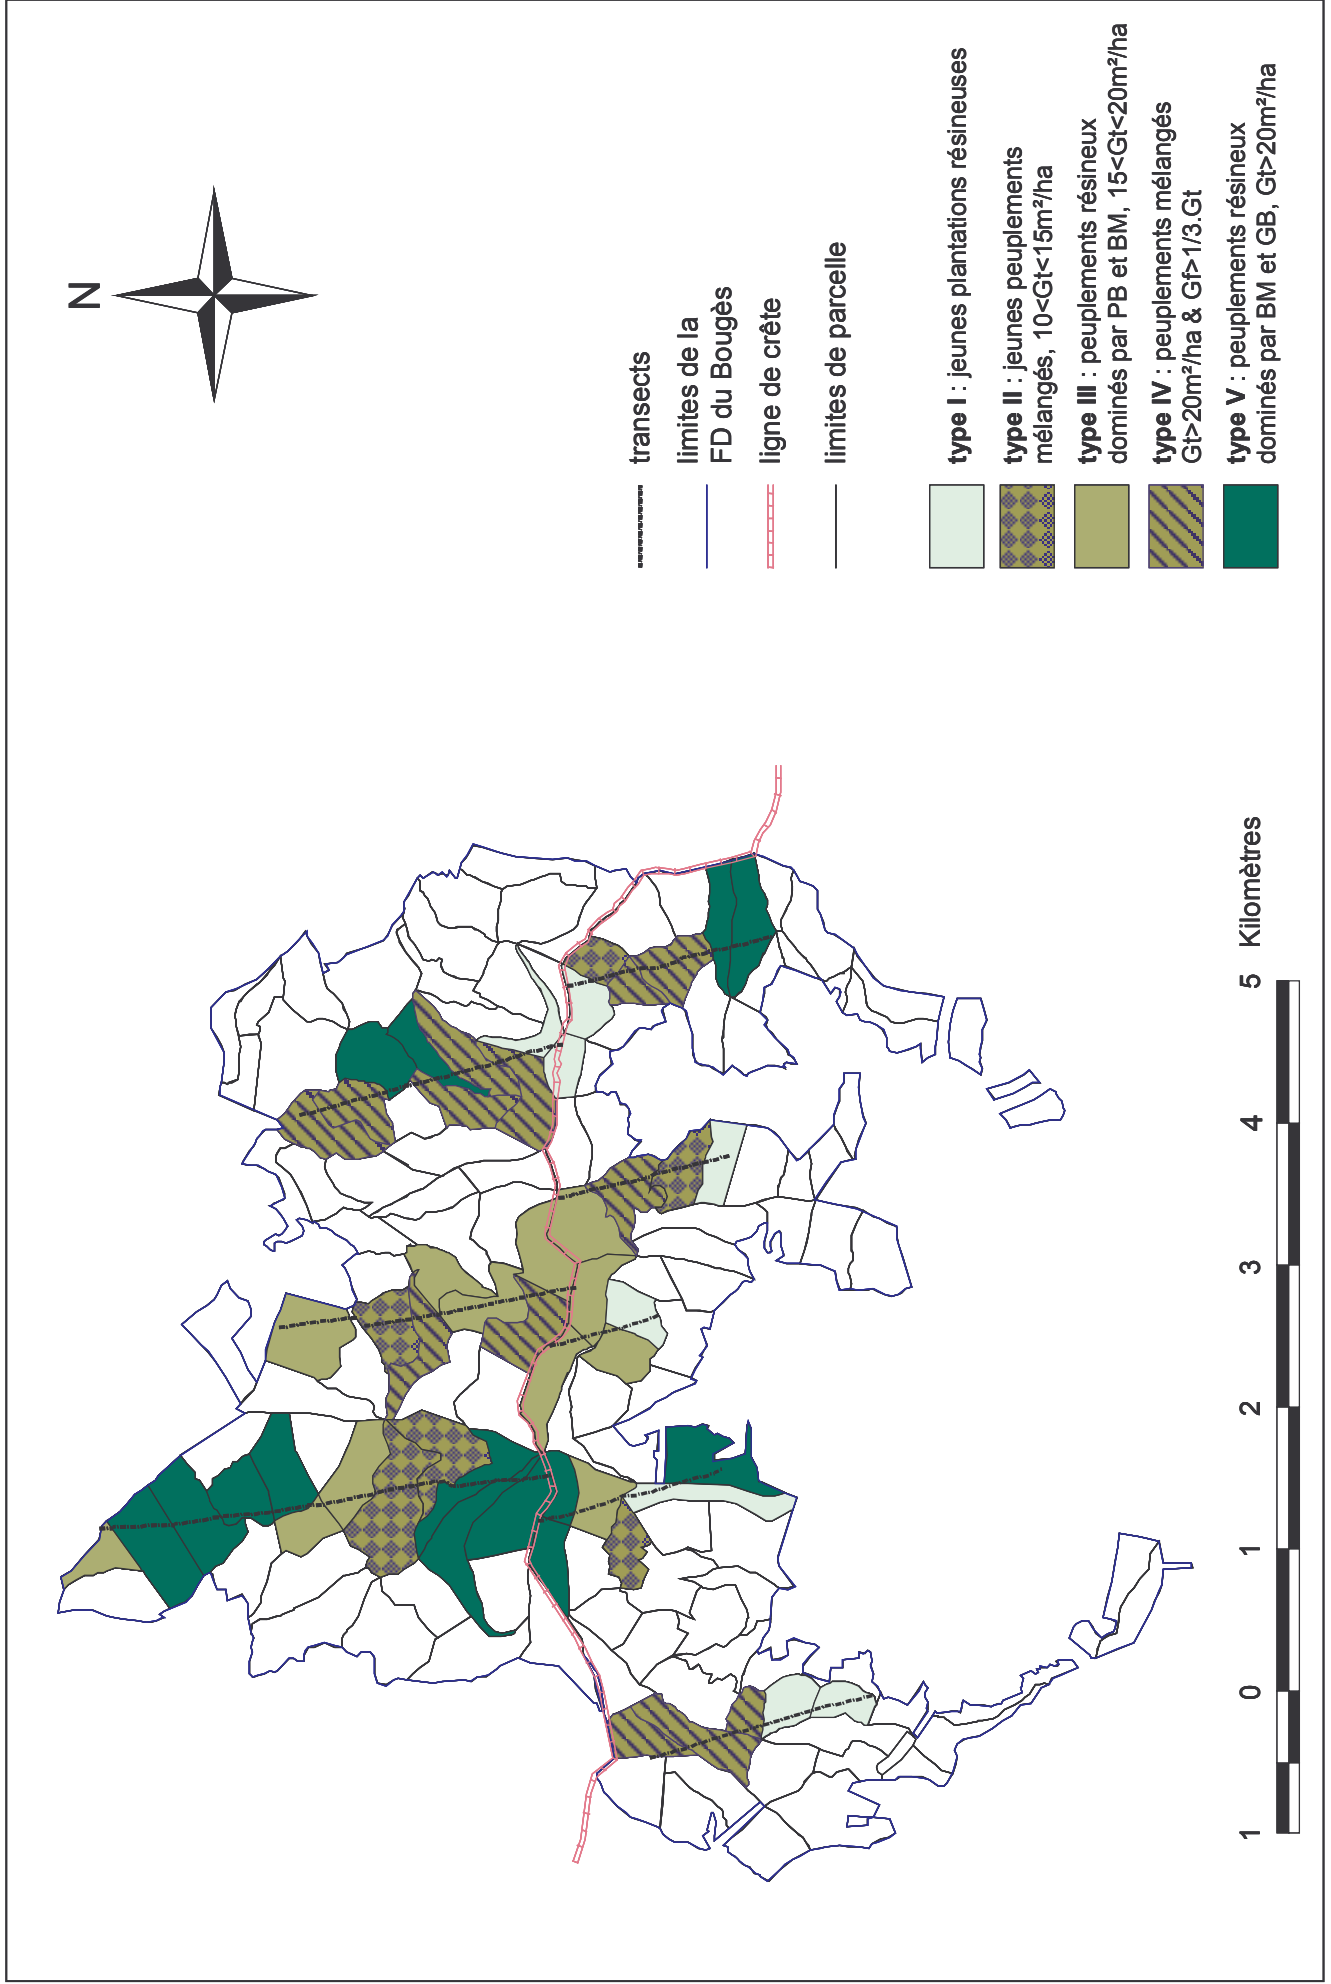 N
transects
limites de la
FD du Bougès
ligne de crête
limites de parcelle
type I : jeunes plantations résineuses
type II : jeunes peuplements
mélangés, 10<Gt<15m²/ha
type III : peuplements résineux
dominés par PB et BM, 15<Gt<20m²/ha
type IV : peuplements mélangés
Gt>20m²/ha & Gf>1/3.Gt
type V : peuplements résineux
dominés par BM et GB, Gt>20m²/ha
1 0 1 2 3 4 5 Kilomètres